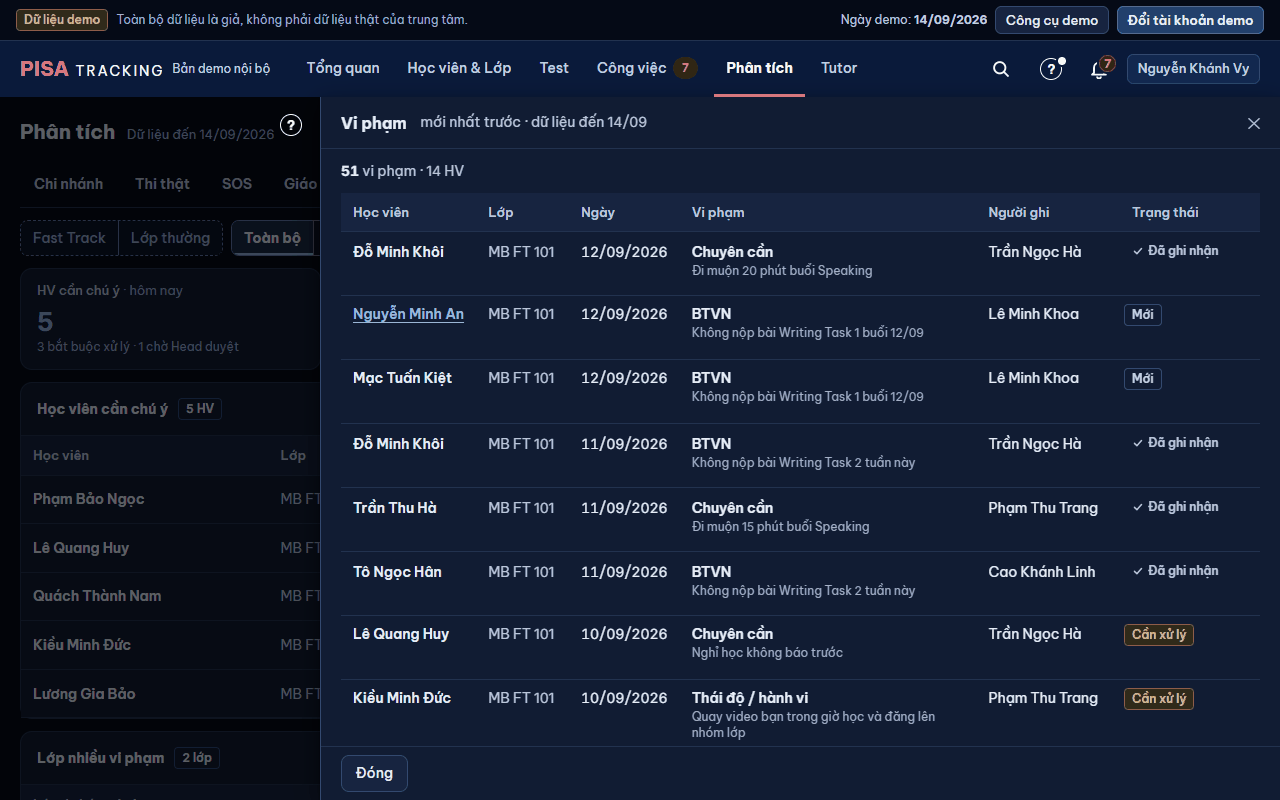 Dữ liệu demo Toàn bộ dữ liệu là giả, không phải dữ liệu thật của trung tâm. Ngày demo: 14/09/2026 Công cụ demo Đổi tài khoản demo
PISA TRACKING Bản demo nội bộ Tổng quan Học viên & Lớp Test Công việc 7 Phân tích Tutor ? 7 Nguyễn Khánh Vy
Phân tích Dữ liệu đến 14/09/2026 ?
Chi nhánh Thi thật SOS Giáo
Fast Track Lớp thường Toàn bộ
HV cần chú ý · hôm nay
5
3 bắt buộc xử lý · 1 chờ Head duyệt
Học viên cần chú ý 5 HV
Học viên Lớp
Phạm Bảo Ngọc MB FT
Lê Quang Huy MB FT
Quách Thành Nam MB FT
Kiều Minh Đức MB FT
Lương Gia Bảo MB FT
Lớp nhiều vi phạm 2 lớp
Vi phạm mới nhất trước · dữ liệu đến 14/09
51 vi phạm · 14 HV
Học viên Lớp Ngày Vi phạm Người ghi Trạng thái
Đỗ Minh Khôi MB FT 101 12/09/2026 Chuyên cần Trần Ngọc Hà ✓ Đã ghi nhận
Đi muộn 20 phút buổi Speaking
Nguyễn Minh An MB FT 101 12/09/2026 BTVN Lê Minh Khoa Mới
Không nộp bài Writing Task 1 buổi 12/09
Mạc Tuấn Kiệt MB FT 101 12/09/2026 BTVN Lê Minh Khoa Mới
Không nộp bài Writing Task 1 buổi 12/09
Đỗ Minh Khôi MB FT 101 11/09/2026 BTVN Trần Ngọc Hà ✓ Đã ghi nhận
Không nộp bài Writing Task 2 tuần này
Trần Thu Hà MB FT 101 11/09/2026 Chuyên cần Phạm Thu Trang ✓ Đã ghi nhận
Đi muộn 15 phút buổi Speaking
Tô Ngọc Hân MB FT 101 11/09/2026 BTVN Cao Khánh Linh ✓ Đã ghi nhận
Không nộp bài Writing Task 2 tuần này
Lê Quang Huy MB FT 101 10/09/2026 Chuyên cần Trần Ngọc Hà Cần xử lý
Nghỉ học không báo trước
Kiều Minh Đức MB FT 101 10/09/2026 Thái độ / hành vi Phạm Thu Trang Cần xử lý
Quay video bạn trong giờ học và đăng lên
nhóm lớp
Đóng